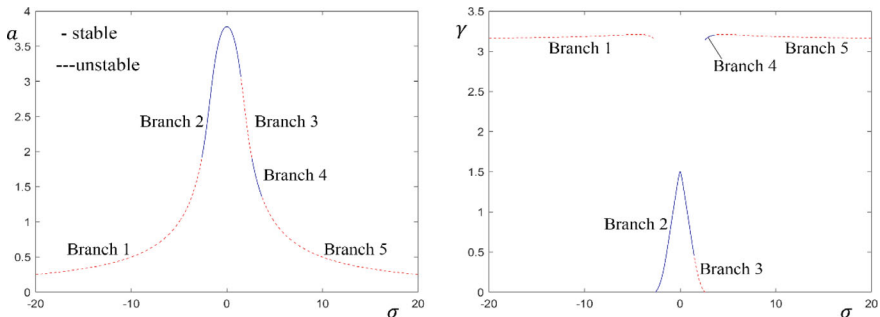 a
4
- stable
3.5
3
---unstable
2.5
Branch 2
Branch 3
2
1.5
Branch 4
1
0.5
Branch 1
Branch 5
0
-20
-10
0
10
20
σ
γ
3.5
3
Branch 1
Branch 5
Branch 4
2.5
2
1.5
1
Branch 2
0.5
Branch 3
0
-20
-10
0
10
20
σ